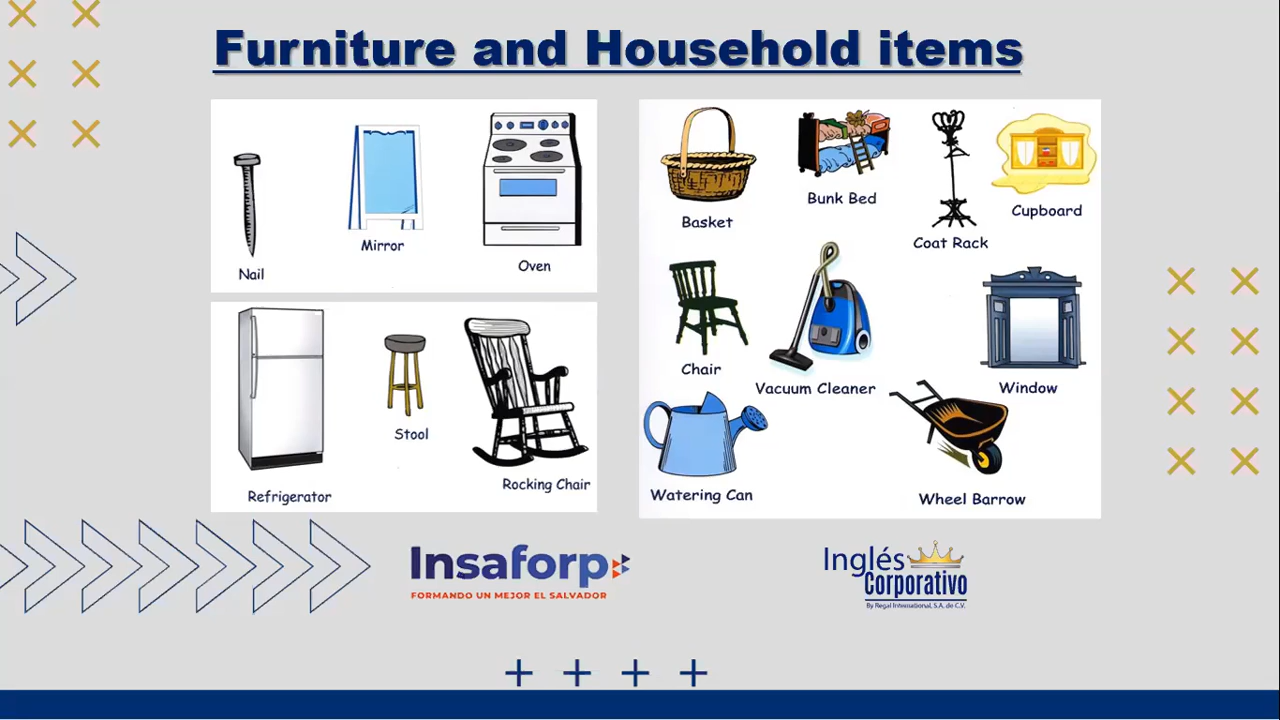 Furniture and Household items
Nail
Mirror
Oven
Refrigerator
Stool
Rocking Chair
Basket
Bunk Bed
Coat Rack
Cupboard
Chair
Vacuum Cleaner
Window
Watering Can
Wheel Barrow
Insaforp
FORMANDO UN MEJOR EL SALVADOR
Inglés
Corporativo
By Regal International, S.A. de C.V.